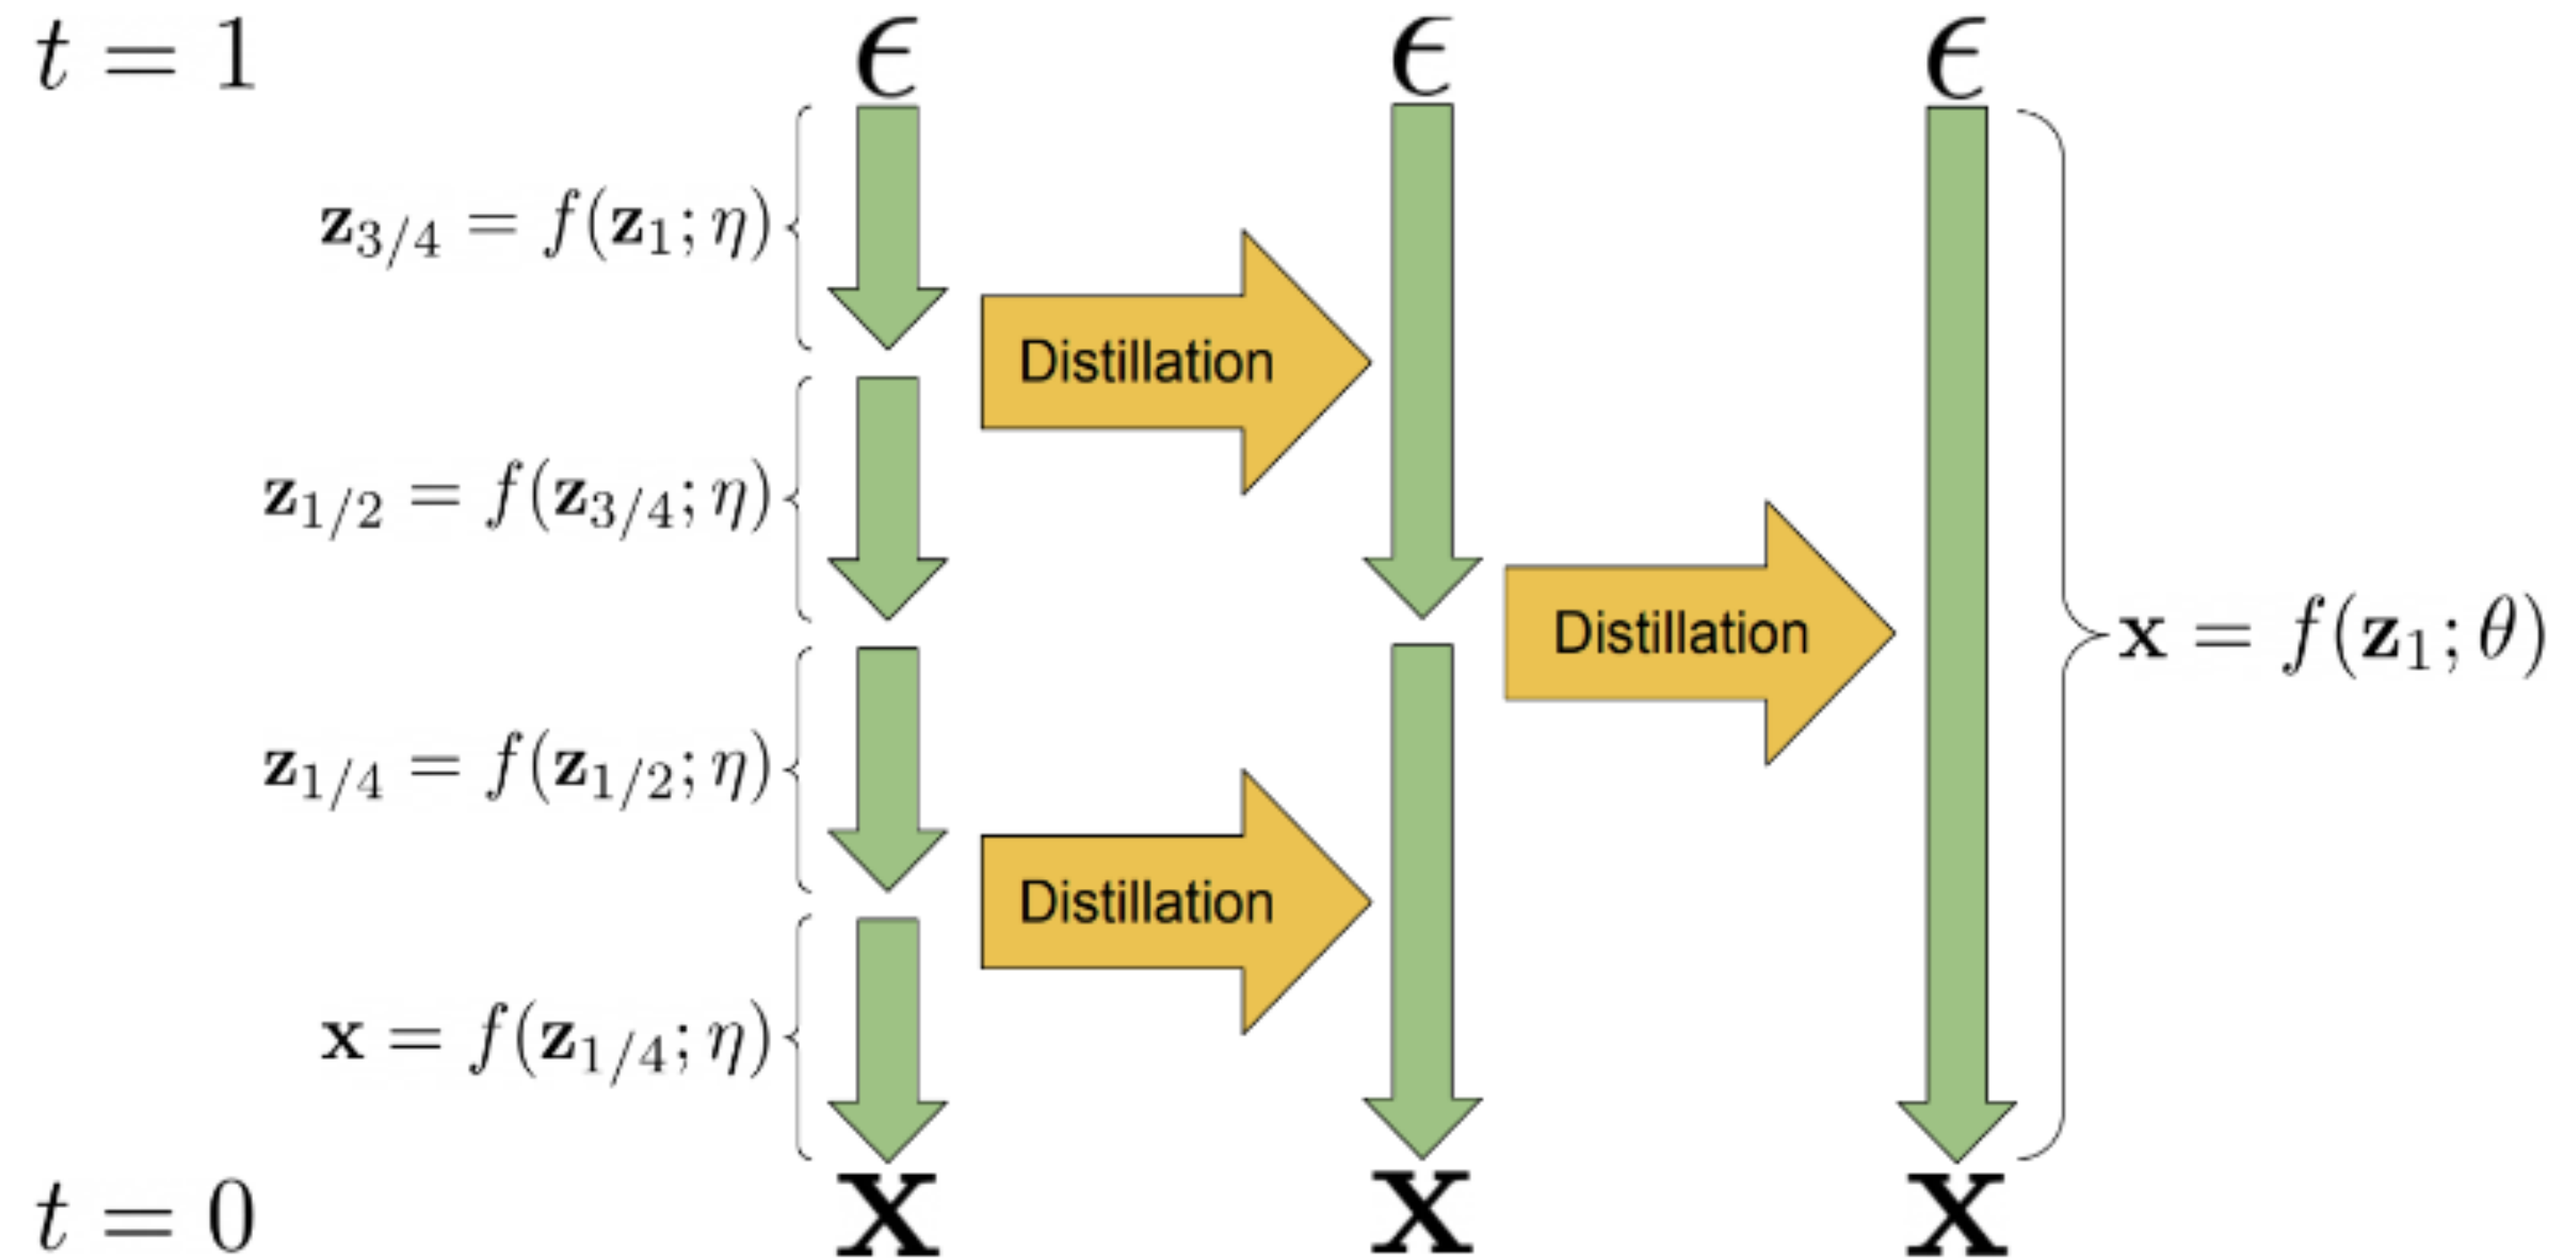 t = 1
ϵ ϵ ϵ
z_{3/4} = f(z_1; η)
Distillation
z_{1/2} = f(z_{3/4}; η)
Distillation
x = f(z_1; θ)
z_{1/4} = f(z_{1/2}; η)
Distillation
x = f(z_{1/4}; η)
t = 0
x x x